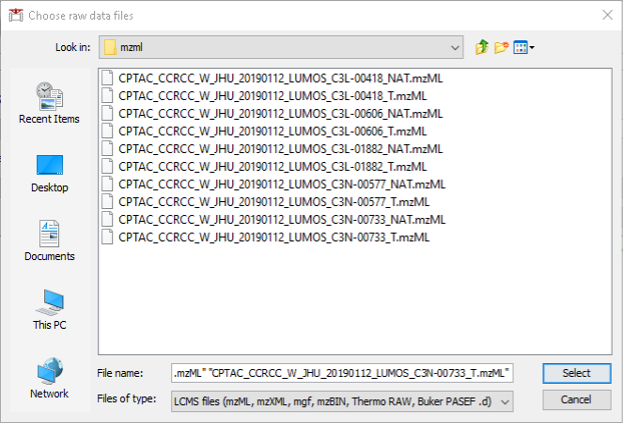 Choose raw data files
Look in:
mzml
CPTAC_CCRCC_W_JHU_20190112_LUMOS_C3L-00418_NAT.mzML
CPTAC_CCRCC_W_JHU_20190112_LUMOS_C3L-00418_T.mzML
CPTAC_CCRCC_W_JHU_20190112_LUMOS_C3L-00606_NAT.mzML
CPTAC_CCRCC_W_JHU_20190112_LUMOS_C3L-00606_T.mzML
CPTAC_CCRCC_W_JHU_20190112_LUMOS_C3L-01882_NAT.mzML
CPTAC_CCRCC_W_JHU_20190112_LUMOS_C3L-01882_T.mzML
CPTAC_CCRCC_W_JHU_20190112_LUMOS_C3N-00577_NAT.mzML
CPTAC_CCRCC_W_JHU_20190112_LUMOS_C3N-00577_T.mzML
CPTAC_CCRCC_W_JHU_20190112_LUMOS_C3N-00733_NAT.mzML
CPTAC_CCRCC_W_JHU_20190112_LUMOS_C3N-00733_T.mzML
Recent Items
Desktop
Documents
This PC
Network
File name:
.mzML" "CPTAC_CCRCC_W_JHU_20190112_LUMOS_C3N-00733_T.mzML"
Select
Files of type:
LCMS files (mzML, mzXML, mgf, mzBIN, Thermo RAW, Buker PASEF .d)
Cancel